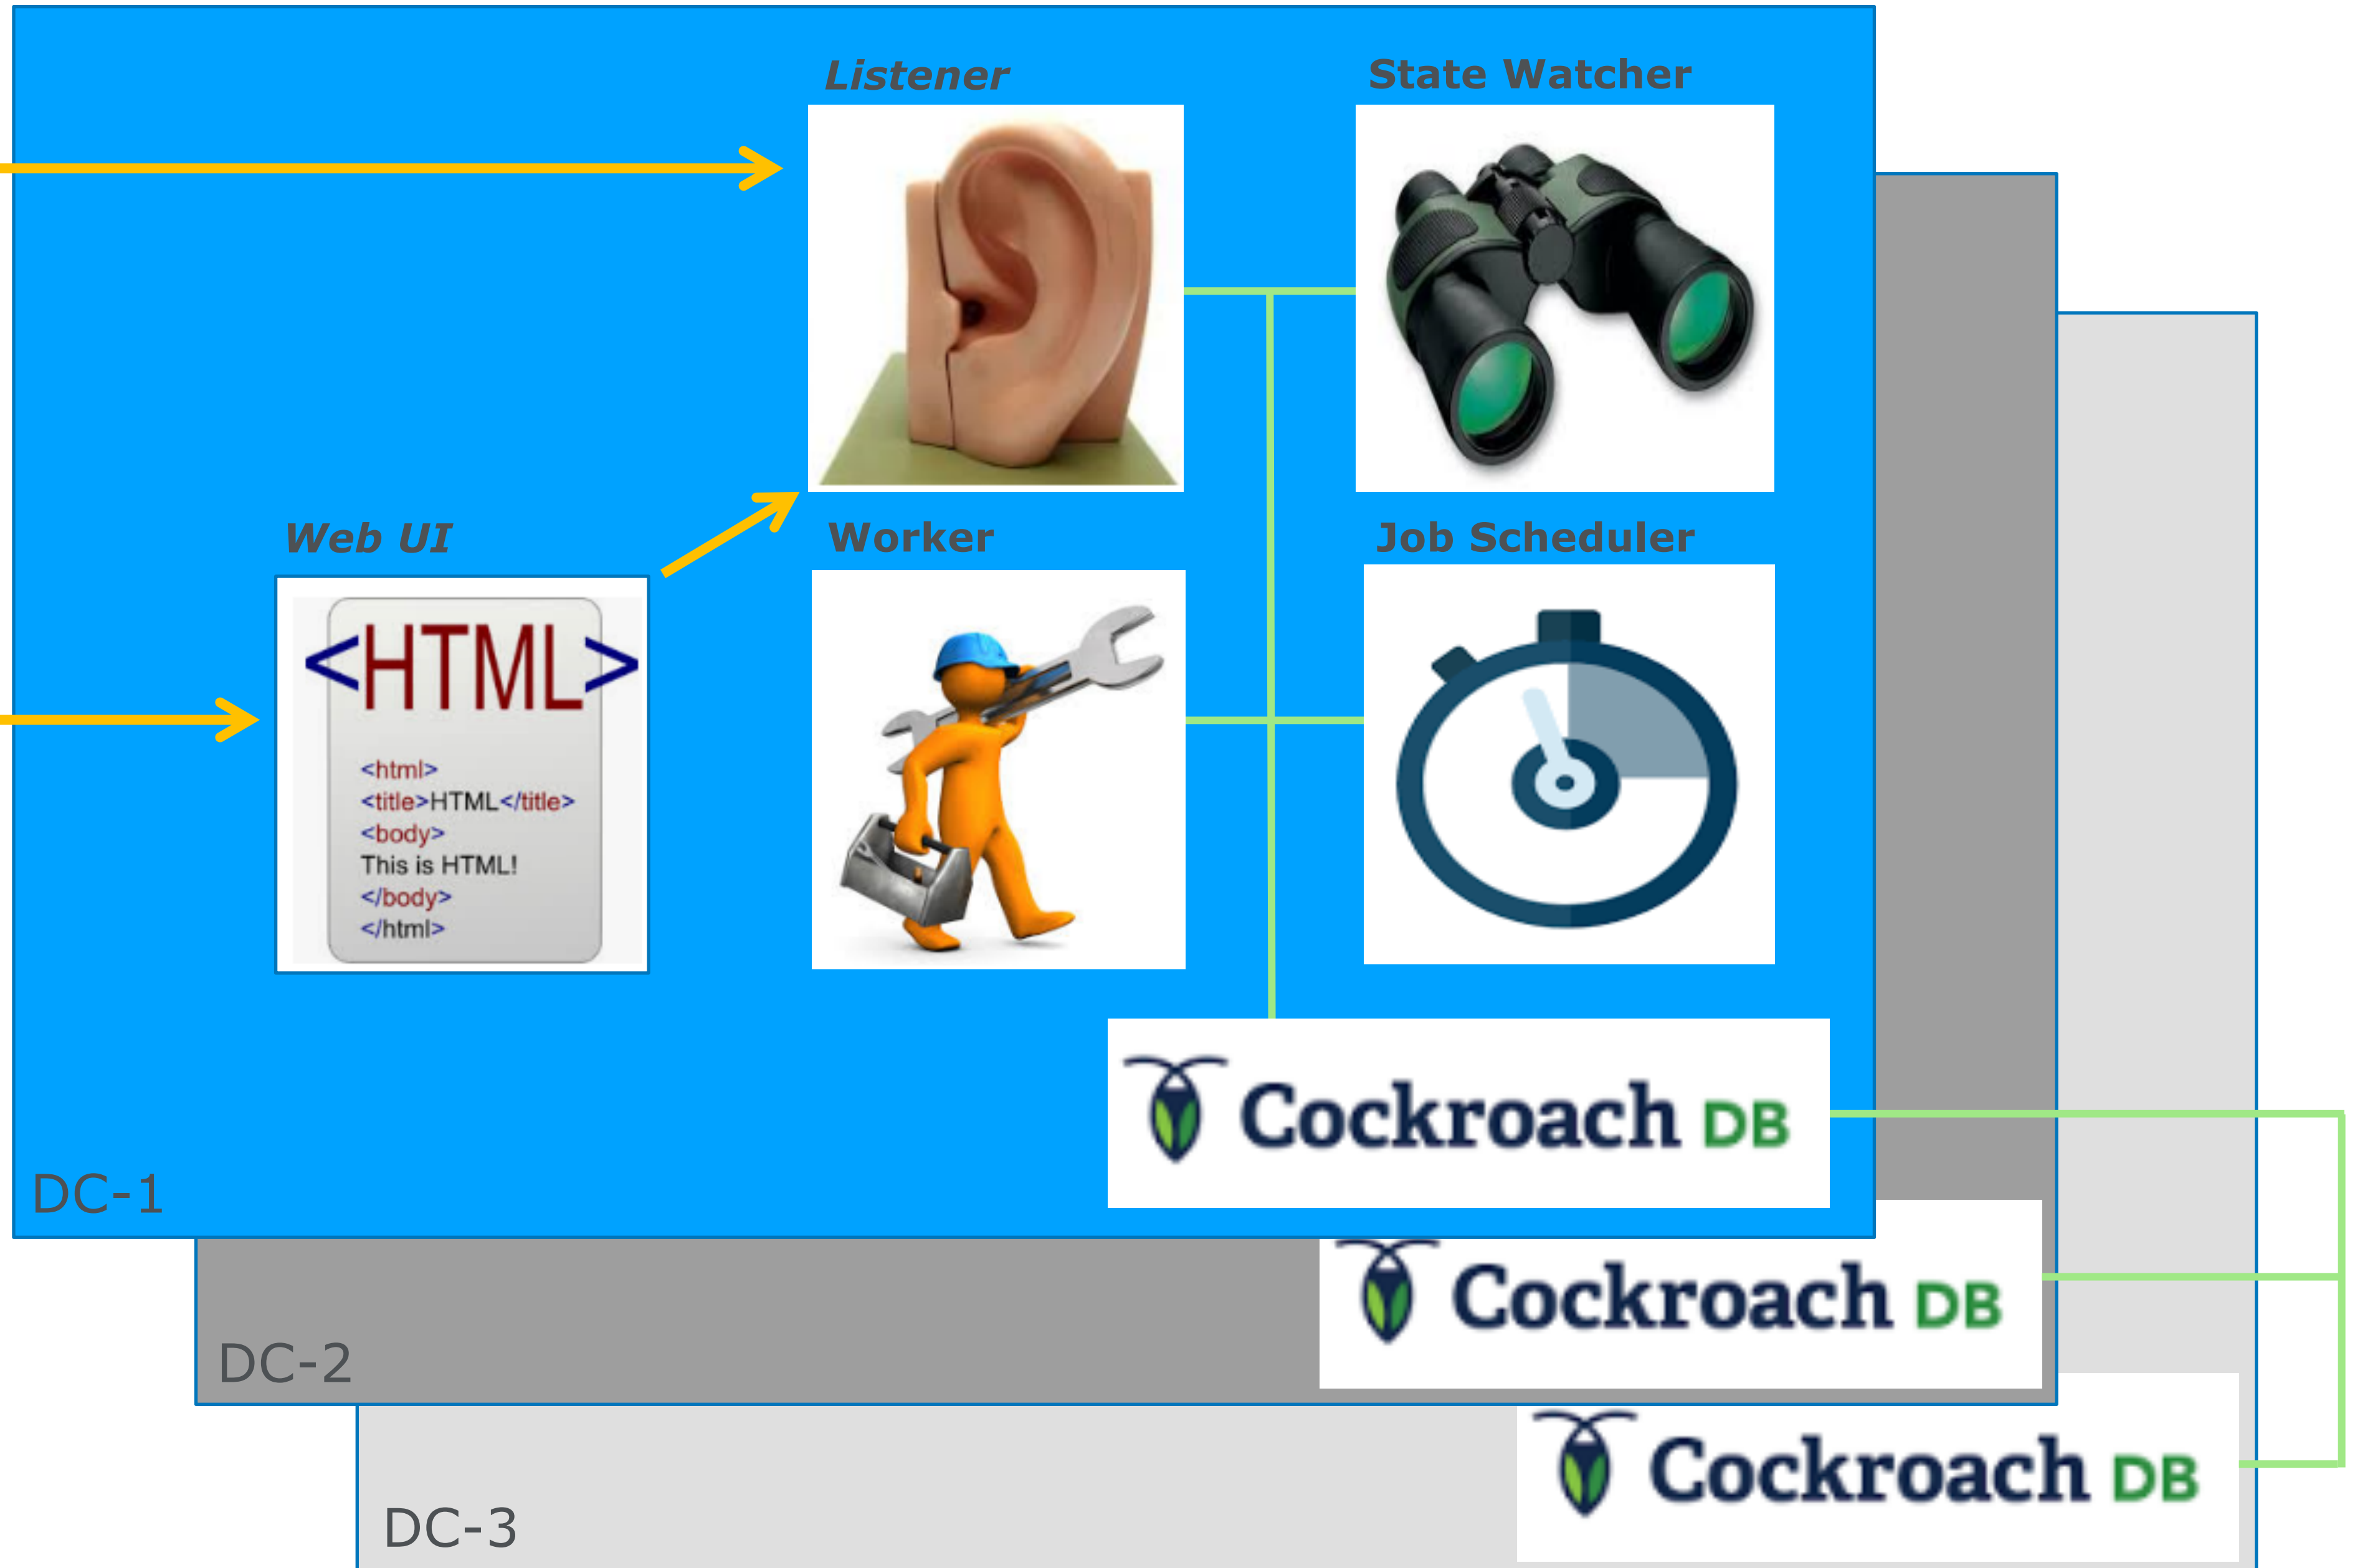 Listener
State Watcher
Web UI
Worker
Job Scheduler
<HTML>
<html>
<title>HTML</title>
<body>
This is HTML!
</body>
</html>
Cockroach DB
DC-1
Cockroach DB
DC-2
Cockroach DB
DC-3